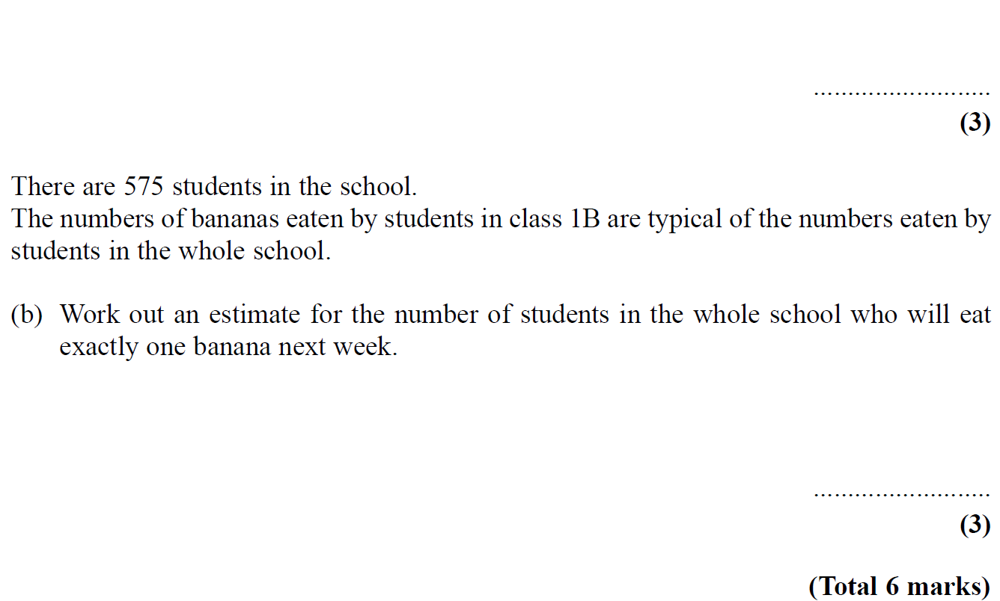 ..........................
(3)
There are 575 students in the school.
The numbers of bananas eaten by students in class 1B are typical of the numbers eaten by
students in the whole school.
(b) Work out an estimate for the number of students in the whole school who will eat
exactly one banana next week.
..........................
(3)
(Total 6 marks)